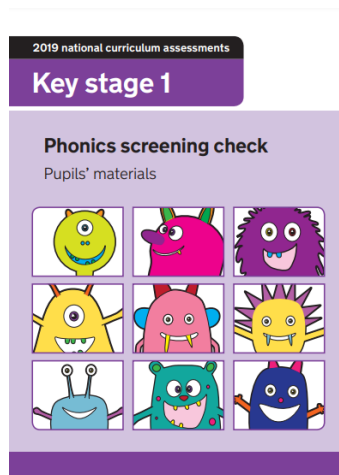 2019 national curriculum assessments
Key stage 1
Phonics screening check
Pupils' materials